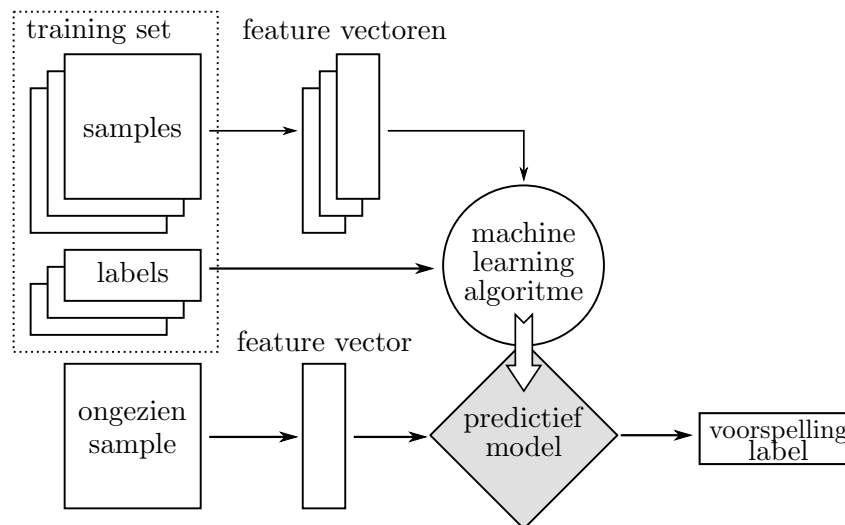 training set
feature vectoren
samples
machine
learning
algoritme
labels
feature vector
ongezien
sample
predictief
model
voorspelling
label